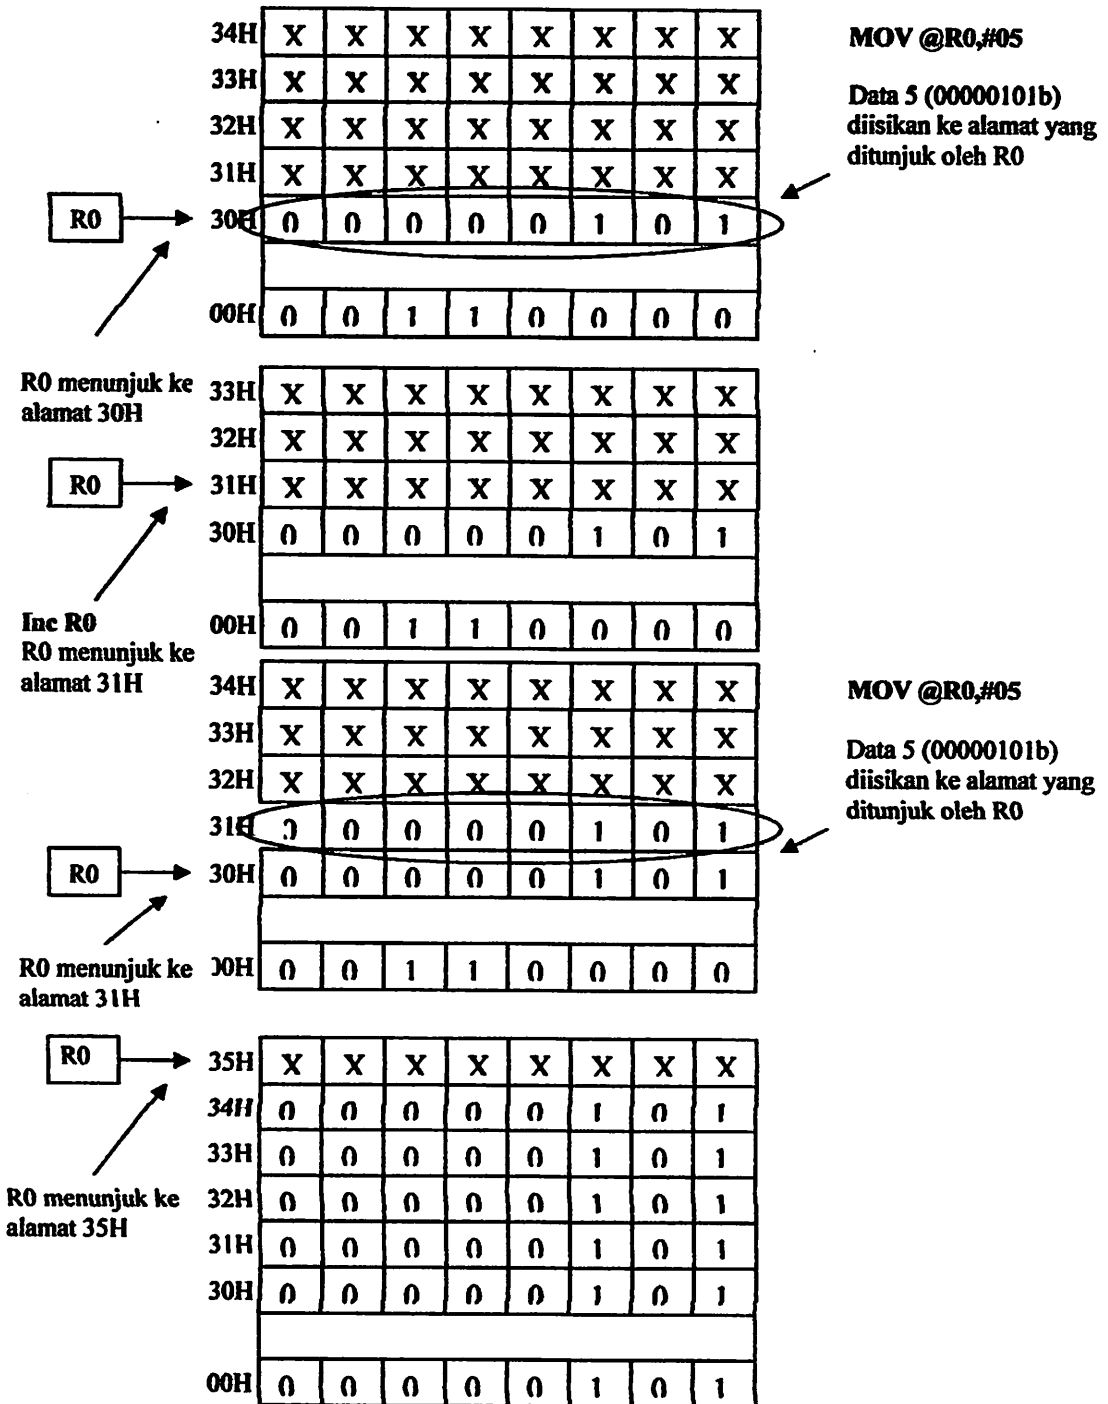 34H X X X X X X X X
MOV @R0,#05
33H X X X X X X X X
Data 5 (00000101b)
diisikan ke alamat yang
ditunjuk oleh R0
32H X X X X X X X X
31H X X X X X X X X
R0
30H 0 0 0 0 0 1 0 1
00H 0 0 1 1 0 0 0 0
R0 menunjuk ke
alamat 30H
33H X X X X X X X X
32H X X X X X X X X
R0
31H X X X X X X X X
30H 0 0 0 0 0 1 0 1
Inc R0
R0 menunjuk ke
alamat 31H
00H 0 0 1 1 0 0 0 0
34H X X X X X X X X
MOV @R0,#05
33H X X X X X X X X
Data 5 (00000101b)
diisikan ke alamat yang
ditunjuk oleh R0
32H X X X X X X X X
31H 0 0 0 0 0 1 0 1
R0
30H 0 0 0 0 0 1 0 1
R0 menunjuk ke
alamat 31H
00H 0 0 1 1 0 0 0 0
R0
35H X X X X X X X X
34H 0 0 0 0 0 1 0 1
33H 0 0 0 0 0 1 0 1
R0 menunjuk ke
alamat 35H
32H 0 0 0 0 0 1 0 1
31H 0 0 0 0 0 1 0 1
30H 0 0 0 0 0 1 0 1
00H 0 0 0 0 0 1 0 1